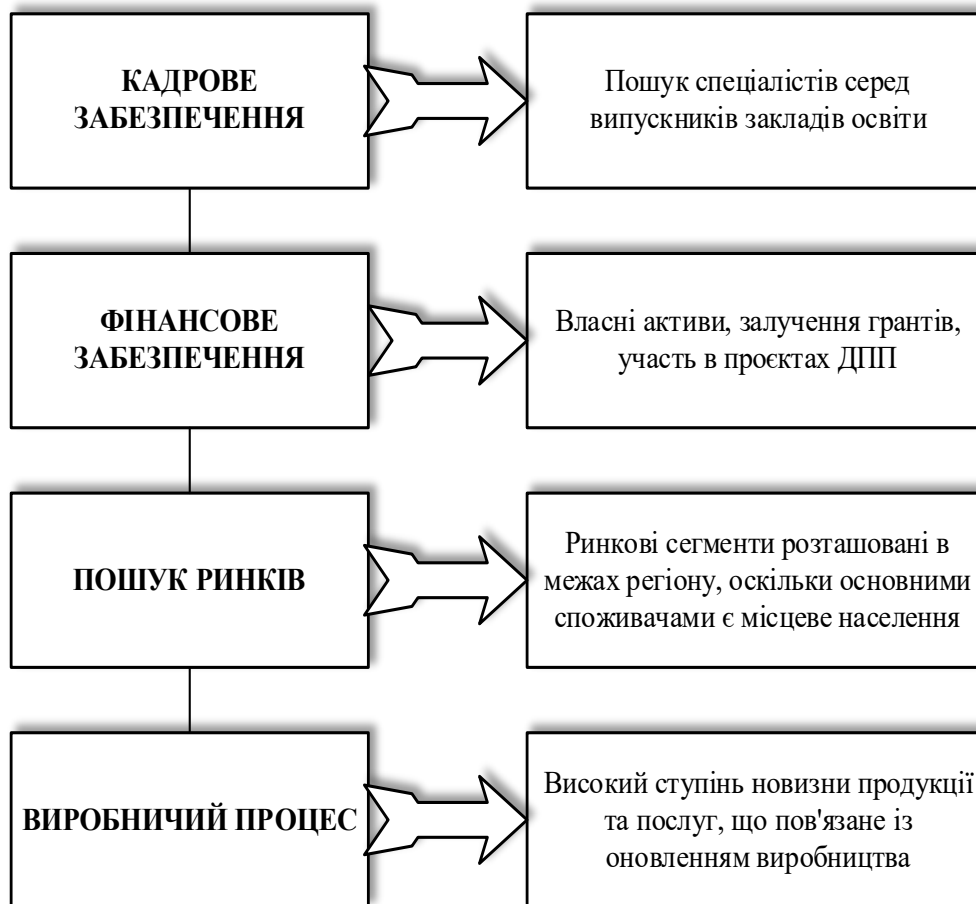 КАДРОВЕ
ЗАБЕЗПЕЧЕННЯ
Пошук спеціалістів серед
випускників закладів освіти
ФІНАНСОВЕ
ЗАБЕЗПЕЧЕННЯ
Власні активи, залучення грантів,
участь в проєктах ДПП
ПОШУК РИНКІВ
Ринкові сегменти розташовані в
межах регіону, оскільки основними
споживачами є місцеве населення
ВИРОБНИЧИЙ ПРОЦЕС
Високий ступінь новизни продукції
та послуг, що пов'язане із
оновленням виробництва